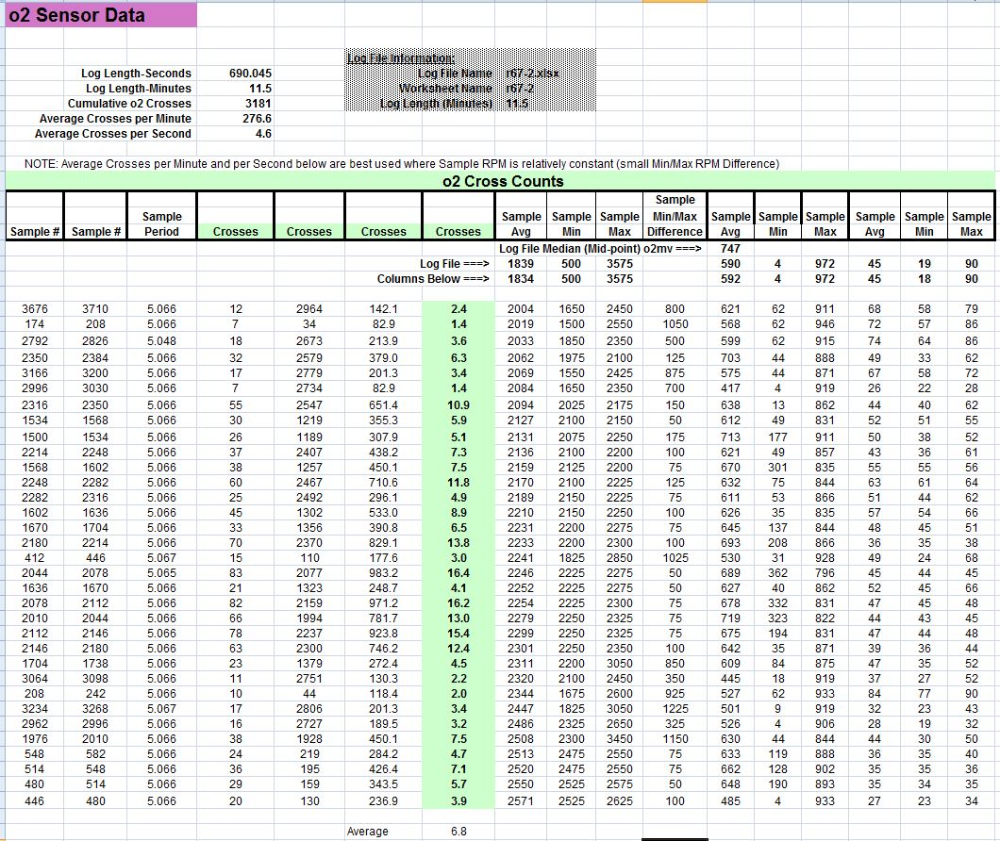 o2 Sensor Data
Log File Information:
Log Length-Seconds 690.045 Log File Name r67-2.xlsx
Log Length-Minutes 11.5 Worksheet Name r67-2
Cumulative o2 Crosses 3181 Log Length (Minutes) 11.5
Average Crosses per Minute 276.6
Average Crosses per Second 4.6
NOTE: Average Crosses per Minute and per Second below are best used where Sample RPM is relatively constant (small Min/Max RPM Difference)
o2 Cross Counts
Sample
Sample Sample Sample Sample Min/Max Sample Sample Sample Sample Sample Sample
Sample # Sample # Period Crosses Crosses Crosses Crosses Avg Min Max Difference Avg Min Max Avg Min Max
Log File Median (Mid-point) o2mv ===> 747
Log File ===> 1839 500 3575 590 4 972 45 19 90
Columns Below ===> 1834 500 3575 592 4 972 45 18 90
3676 3710 5.066 12 2964 142.1 2.4 2004 1650 2450 800 621 62 911 68 58 79
174 208 5.066 7 34 82.9 1.4 2019 1500 2550 1050 568 62 946 72 57 86
2792 2826 5.048 18 2673 213.9 3.6 2033 1850 2350 500 599 62 915 74 64 86
2350 2384 5.066 32 2579 379.0 6.3 2062 1975 2100 125 703 44 888 49 33 62
3166 3200 5.066 17 2779 201.3 3.4 2069 1550 2425 875 575 44 871 67 58 72
2996 3030 5.066 7 2734 82.9 1.4 2084 1650 2350 700 417 4 919 26 22 28
2316 2350 5.066 55 2547 651.4 10.9 2094 2025 2175 150 638 13 862 44 40 62
1534 1568 5.066 30 1219 355.3 5.9 2127 2100 2150 50 612 49 831 52 51 55
1500 1534 5.066 26 1189 307.9 5.1 2131 2075 2250 175 713 177 911 50 38 52
2214 2248 5.066 37 2407 438.2 7.3 2136 2100 2200 100 621 49 857 43 36 61
1568 1602 5.066 38 1257 450.1 7.5 2159 2125 2200 75 670 301 835 55 55 56
2248 2282 5.066 60 2467 710.6 11.8 2170 2100 2225 125 632 75 844 63 61 64
2282 2316 5.066 25 2492 296.1 4.9 2189 2150 2225 75 611 53 866 51 44 62
1602 1636 5.066 45 1302 533.0 8.9 2210 2150 2250 100 626 35 835 57 54 66
1670 1704 5.066 33 1356 390.8 6.5 2231 2200 2275 75 645 137 844 48 45 51
2180 2214 5.066 70 2370 829.1 13.8 2233 2200 2300 100 693 208 866 36 35 38
412 446 5.067 15 110 177.6 3.0 2241 1825 2850 1025 530 31 928 49 24 68
2044 2078 5.065 83 2077 983.2 16.4 2246 2225 2275 50 689 362 796 45 44 45
1636 1670 5.066 21 1323 248.7 4.1 2252 2225 2275 50 627 40 862 52 45 66
2078 2112 5.066 82 2159 971.2 16.2 2254 2225 2300 75 678 332 831 47 45 48
2010 2044 5.066 66 1994 781.7 13.0 2279 2250 2325 75 719 323 822 44 43 45
2112 2146 5.066 78 2237 923.8 15.4 2299 2250 2325 75 675 194 831 47 44 48
2146 2180 5.066 63 2300 746.2 12.4 2301 2250 2350 100 642 35 871 39 36 44
1704 1738 5.066 23 1379 272.4 4.5 2311 2200 3050 850 609 84 875 47 35 52
3064 3098 5.066 11 2751 130.3 2.2 2320 2100 2450 350 445 18 919 37 27 52
208 242 5.066 10 44 118.4 2.0 2344 1675 2600 925 527 62 933 84 77 90
3234 3268 5.067 17 2806 201.3 3.4 2447 1825 3050 1225 501 9 919 32 23 43
2962 2996 5.066 16 2727 189.5 3.2 2486 2325 2650 325 526 4 906 28 19 32
1976 2010 5.066 38 1928 450.1 7.5 2508 2300 3450 1150 630 44 844 44 30 50
548 582 5.066 24 219 284.2 4.7 2513 2475 2550 75 633 119 888 36 35 40
514 548 5.066 36 195 426.4 7.1 2520 2475 2550 75 662 128 902 35 35 36
480 514 5.066 29 159 343.5 5.7 2550 2525 2575 50 648 190 893 35 34 35
446 480 5.066 20 130 236.9 3.9 2571 2525 2625 100 485 4 933 27 23 34
Average 6.8